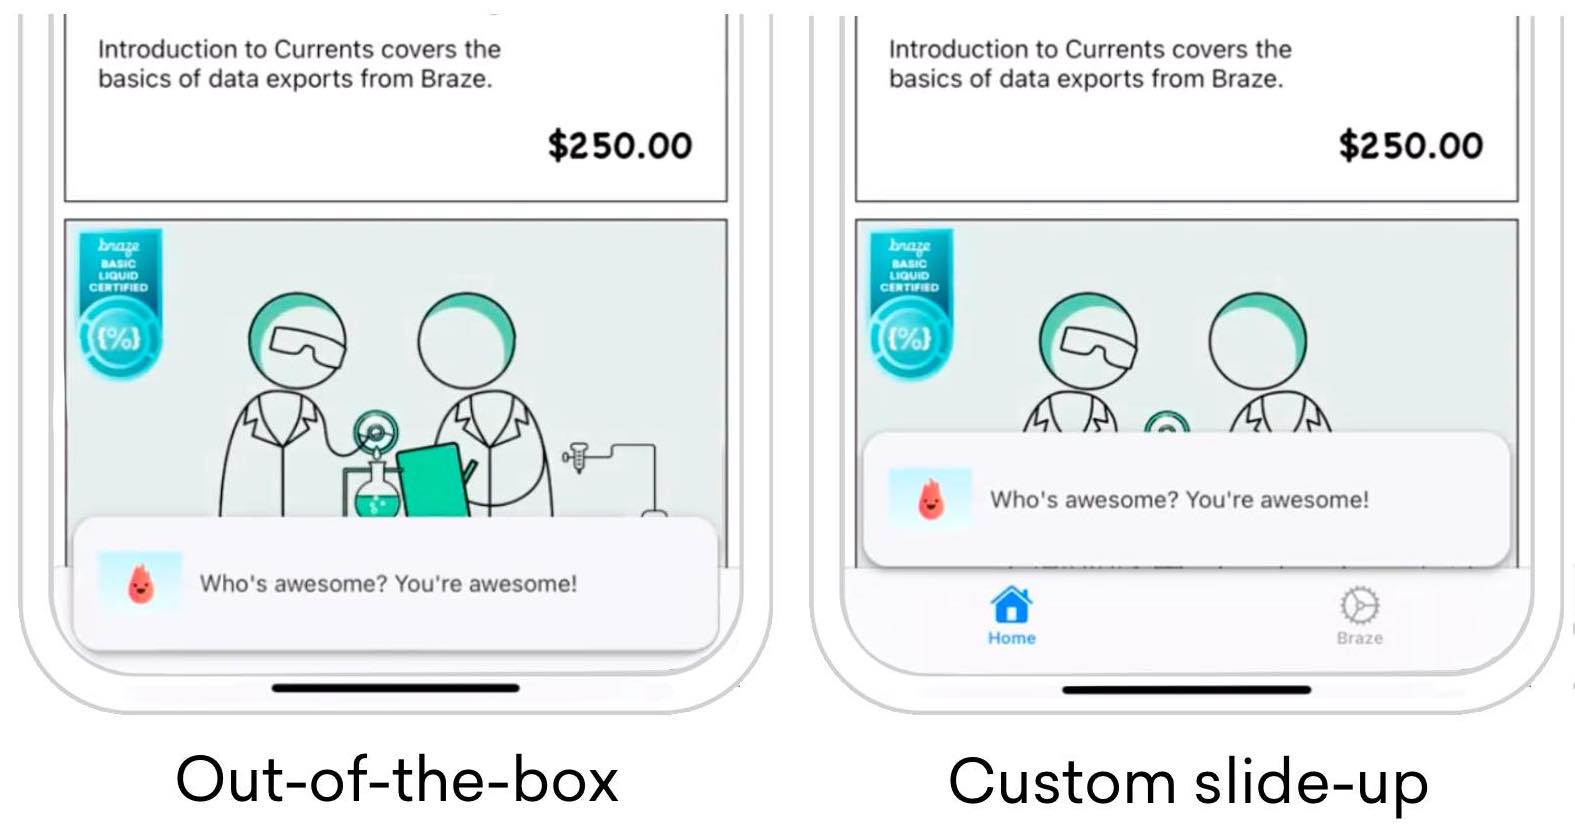 Introduction to Currents covers the
basics of data exports from Braze.
$250.00
braze
BASIC
LIQUID
CERTIFIED
{%}
Who's awesome? You're awesome!
Out-of-the-box
Introduction to Currents covers the
basics of data exports from Braze.
$250.00
braze
BASIC
LIQUID
CERTIFIED
{%}
Who's awesome? You're awesome!
Home
Braze
Custom slide-up